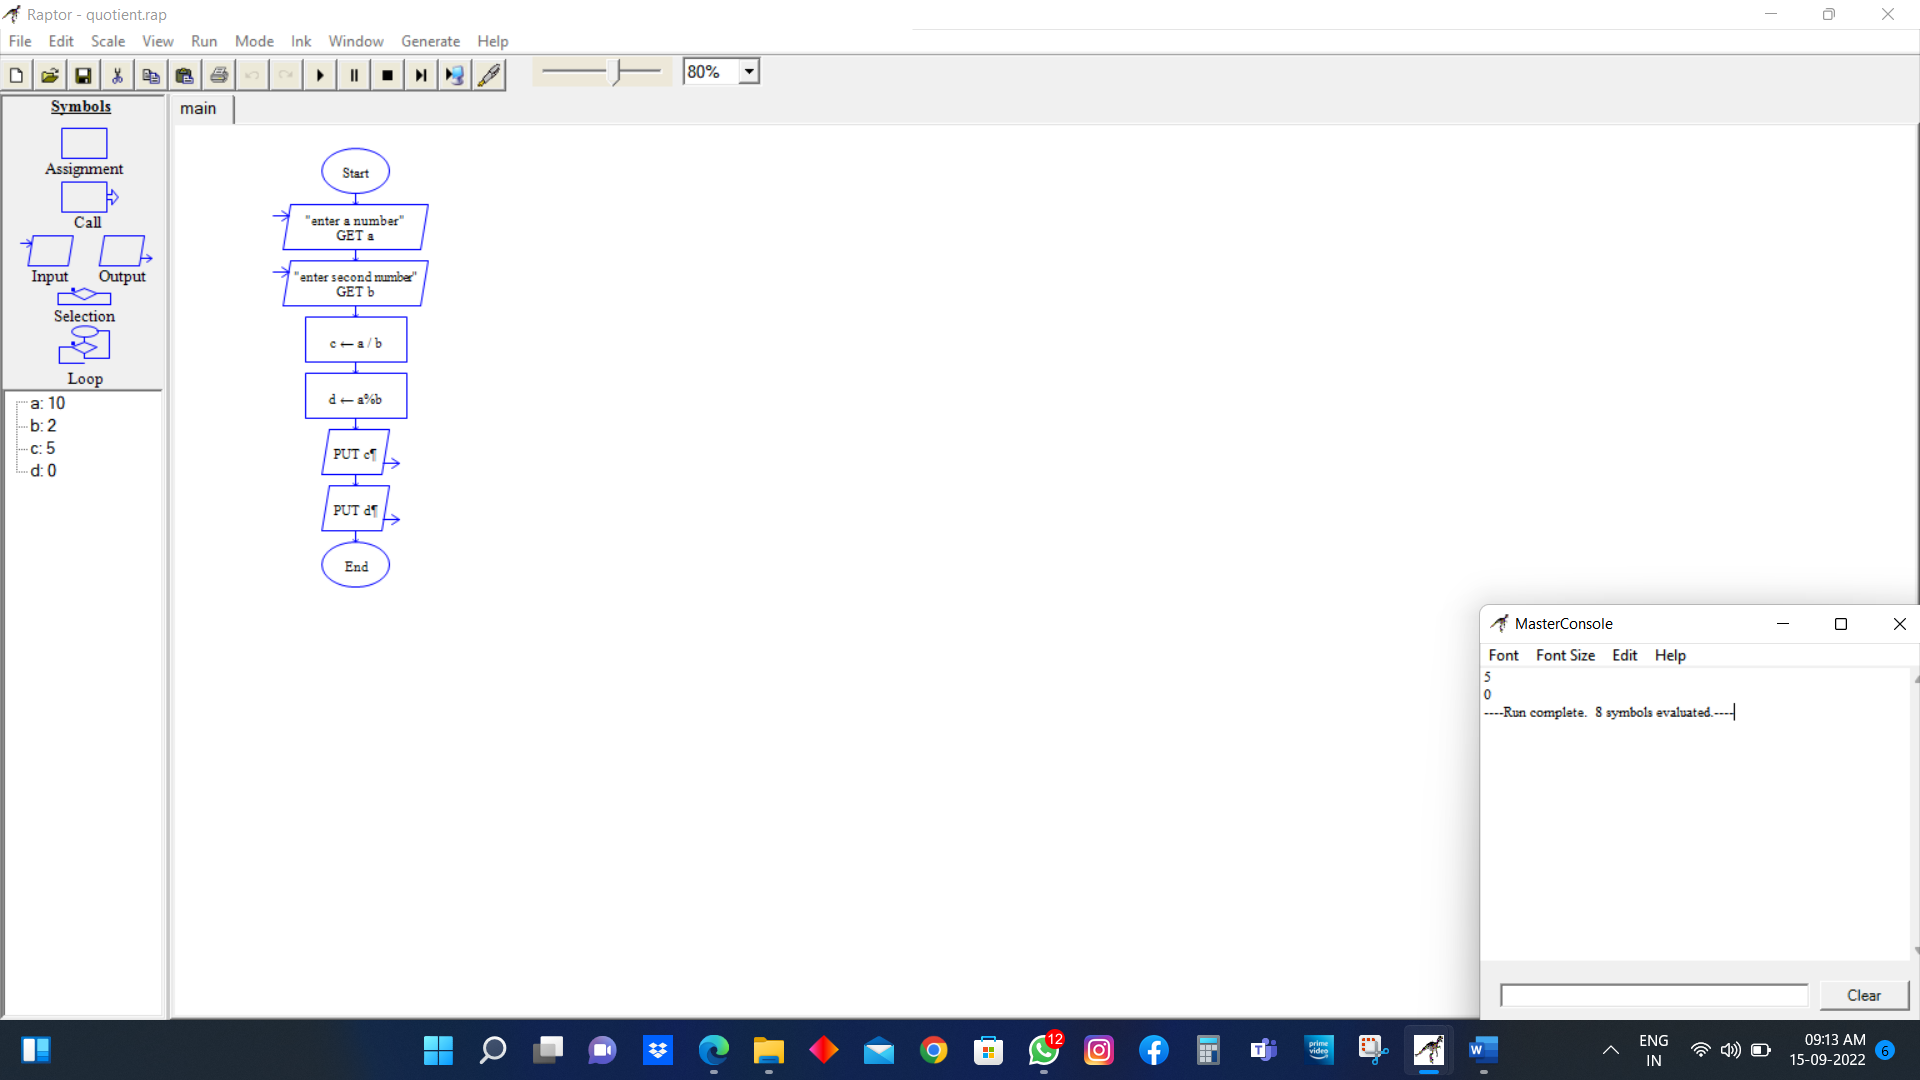 Raptor - quotient.rap
File Edit Scale View Run Mode Ink Window Generate Help
80%
Symbols
Assignment
Call
Input Output
Selection
Loop
a: 10
b: 2
c: 5
d: 0
main
Start
"enter a number"
GET a
"enter second number"
GET b
c ← a / b
d ← a%b
PUT c¶
PUT d¶
End
MasterConsole
Font Font Size Edit Help
5
0
----Run complete.  8 symbols evaluated.----
Clear
12
prime
video
T
W
ENG
IN
09:13 AM
15-09-2022
6